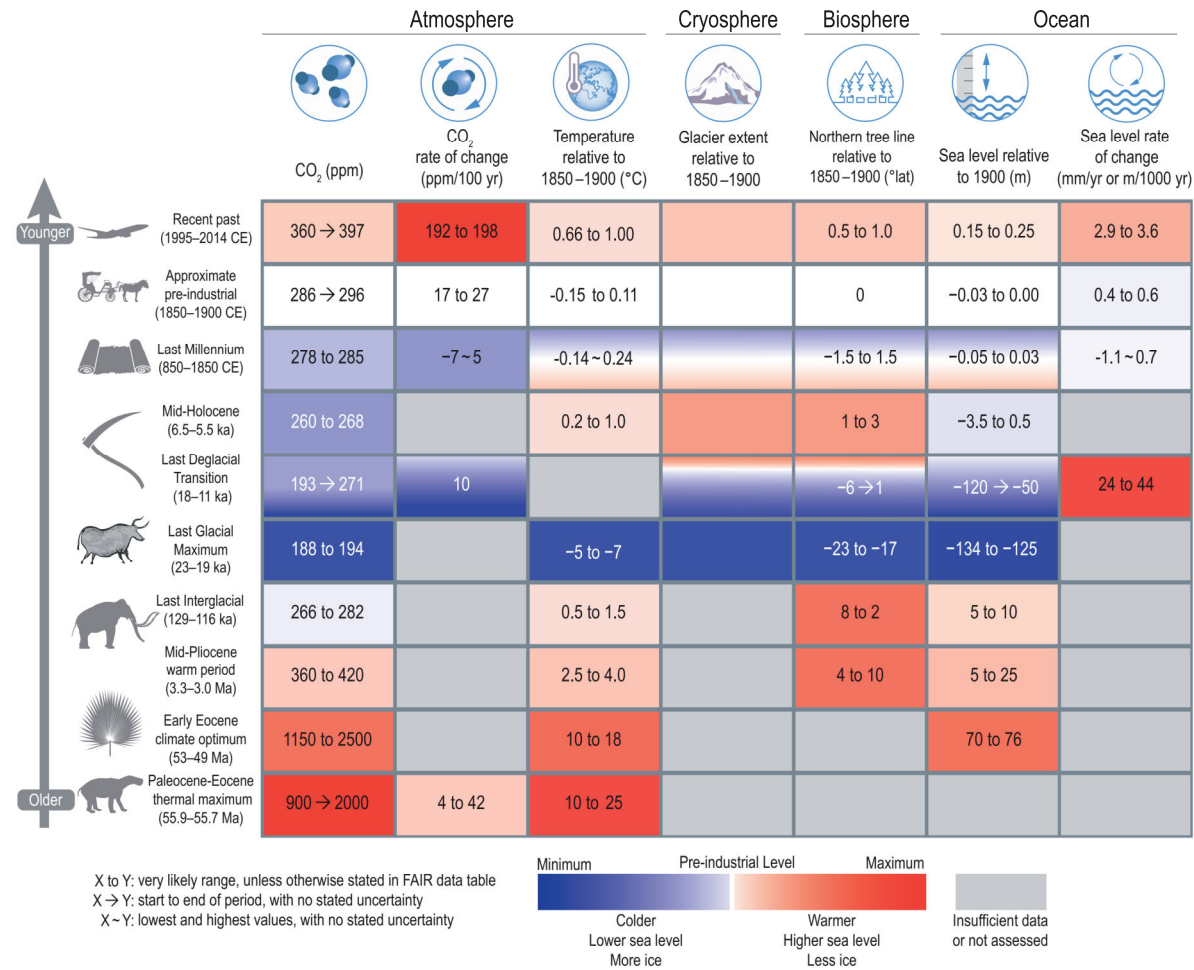 Atmosphere Cryosphere Biosphere Ocean
CO2 (ppm)
CO2
rate of change
(ppm/100 yr)
Temperature
relative to
1850–1900 (°C)
Glacier extent
relative to
1850–1900
Northern tree line
relative to
1850–1900 (°lat)
Sea level relative
to 1900 (m)
Sea level rate
of change
(mm/yr or m/1000 yr)
Younger
Recent past
(1995–2014 CE)
360 → 397 192 to 198 0.66 to 1.00 0.5 to 1.0 0.15 to 0.25 2.9 to 3.6
Approximate
pre-industrial
(1850–1900 CE)
286 → 296 17 to 27 -0.15 to 0.11 0 −0.03 to 0.00 0.4 to 0.6
Last Millennium
(850–1850 CE)
278 to 285 −7 ~ 5 -0.14 ~ 0.24 −1.5 to 1.5 −0.05 to 0.03 -1.1 ~ 0.7
Mid-Holocene
(6.5–5.5 ka)
260 to 268 0.2 to 1.0 1 to 3 −3.5 to 0.5
Last Deglacial
Transition
(18–11 ka)
193 → 271 10 −6 → 1 −120 → −50 24 to 44
Last Glacial
Maximum
(23–19 ka)
188 to 194 −5 to −7 −23 to −17 −134 to −125
Last Interglacial
(129–116 ka)
266 to 282 0.5 to 1.5 8 to 2 5 to 10
Mid-Pliocene
warm period
(3.3–3.0 Ma)
360 to 420 2.5 to 4.0 4 to 10 5 to 25
Early Eocene
climate optimum
(53–49 Ma)
1150 to 2500 10 to 18 70 to 76
Older
Paleocene-Eocene
thermal maximum
(55.9–55.7 Ma)
900 → 2000 4 to 42 10 to 25
X to Y: very likely range, unless otherwise stated in FAIR data table
X → Y: start to end of period, with no stated uncertainty
X ~ Y: lowest and highest values, with no stated uncertainty
Minimum Pre-industrial Level Maximum
Colder
Lower sea level
More ice
Warmer
Higher sea level
Less ice
Insufficient data
or not assessed